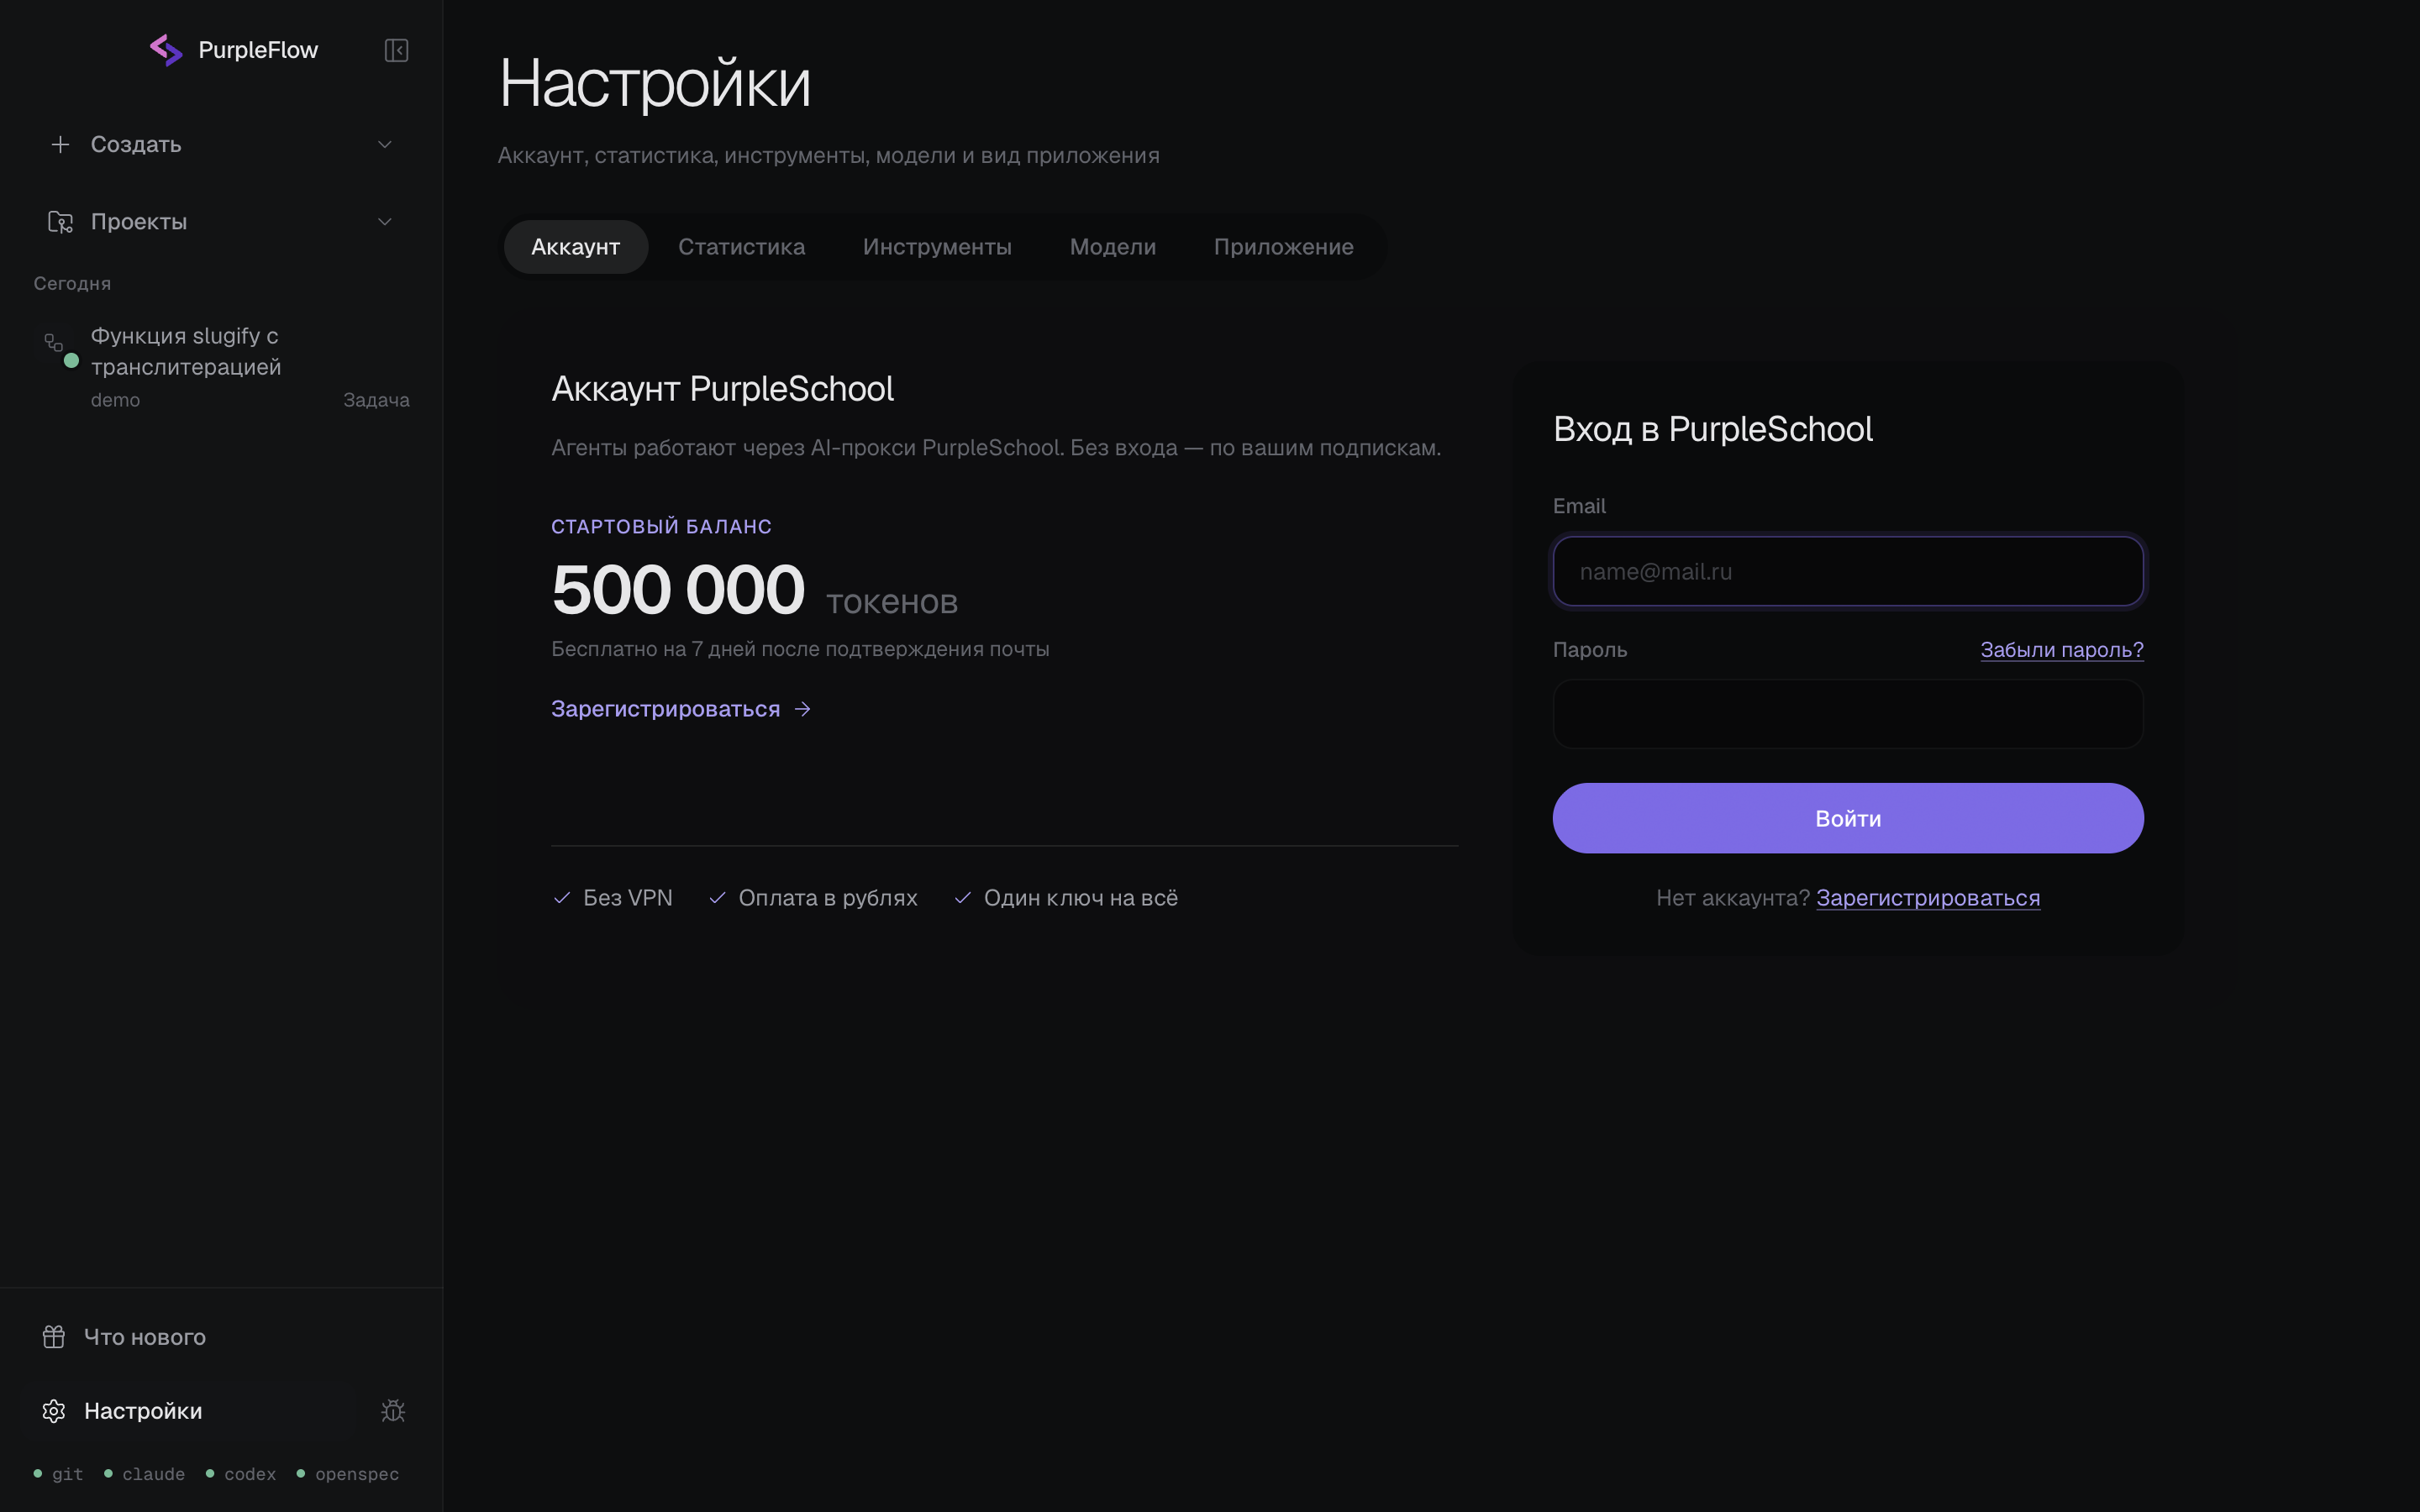 PurpleFlow
Создать
Проекты
Сегодня
Функция slugify с
транслитерацией
demo Задача
Что нового
Настройки
git claude codex openspec
Настройки
Аккаунт, статистика, инструменты, модели и вид приложения
Аккаунт Статистика Инструменты Модели Приложение
Аккаунт PurpleSchool
Агенты работают через AI-прокси PurpleSchool. Без входа — по вашим подпискам.
СТАРТОВЫЙ БАЛАНС
500 000 токенов
Бесплатно на 7 дней после подтверждения почты
Зарегистрироваться →
Без VPN Оплата в рублях Один ключ на всё
Вход в PurpleSchool
Email
name@mail.ru
Пароль Забыли пароль?
Войти
Нет аккаунта? Зарегистрироваться